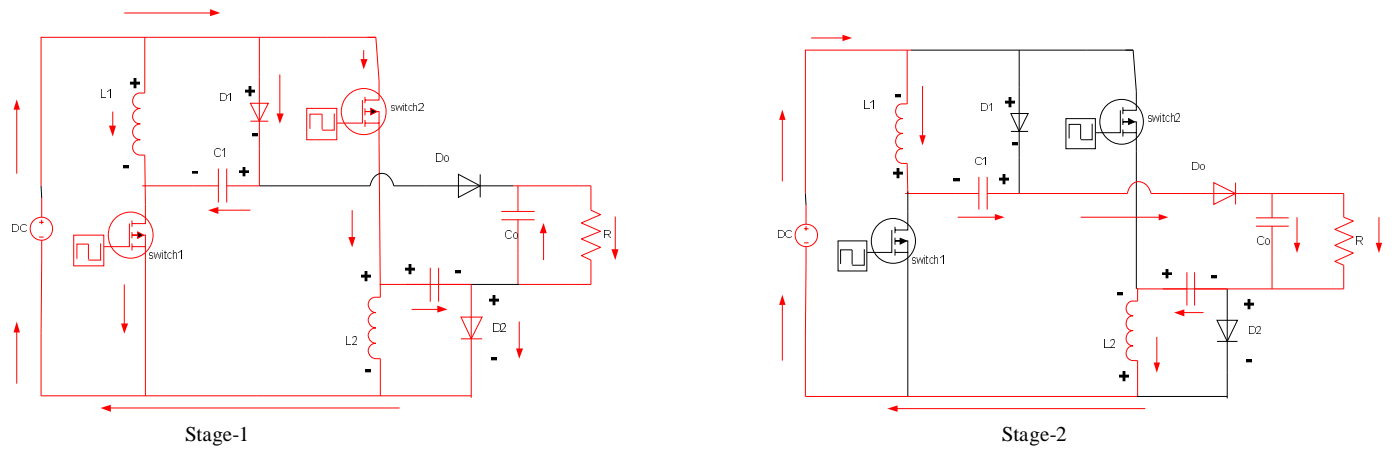 L1
D1
switch2
C1
Do
DC
switch1
Co
R
L2
D2
Stage-1
L1
D1
switch2
C1
Do
DC
switch1
Co
R
L2
D2
Stage-2